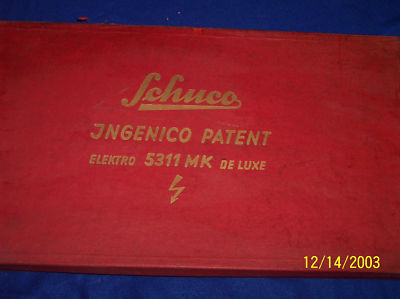 Schuco
JNGENICO PATENT
ELEKTRO 5311 MK DE LUXE
12/14/2003